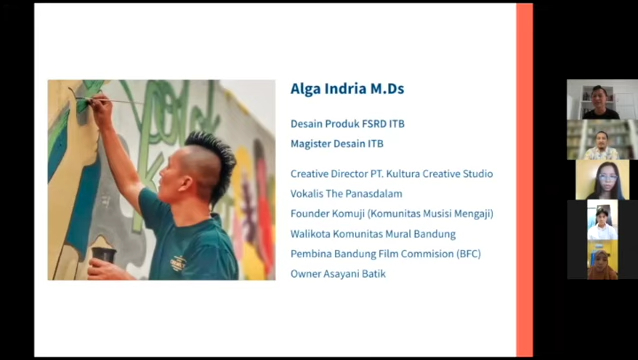 Alga Indria M.Ds
Desain Produk FSRD ITB
Magister Desain ITB
Creative Director PT. Kultura Creative Studio
Vokalis The Panasdalam
Founder Komuji (Komunitas Musisi Mengaji)
Walikota Komunitas Mural Bandung
Pembina Bandung Film Commision (BFC)
Owner Asayani Batik